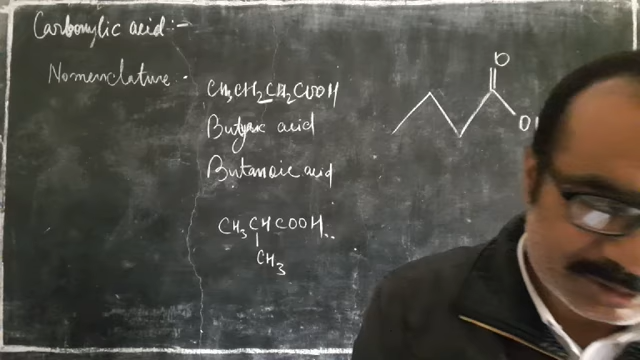 Carboxylic acid :-
Nomenclature :-
CH3CH2CH2COOH
Butyric acid
Butanoic acid
CH3CHCOOH..
CH3
O
O